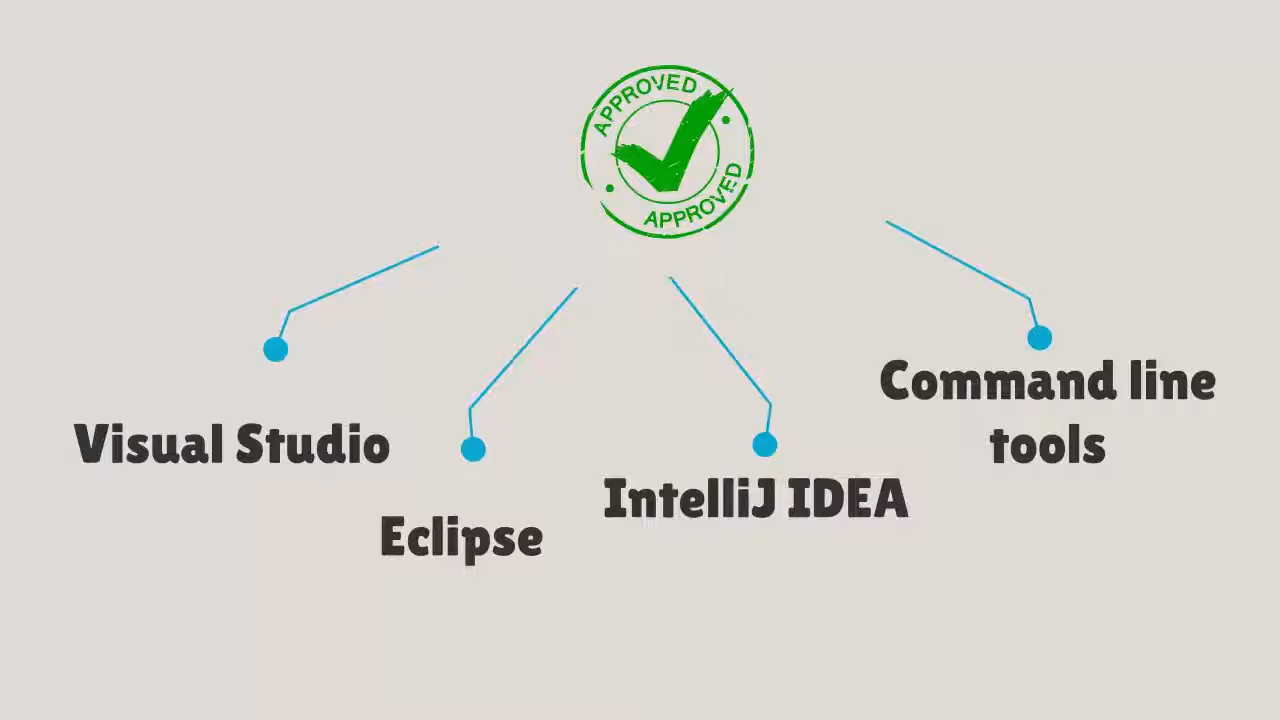 APPROVED
APPROVED
Visual Studio
Eclipse
IntelliJ IDEA
Command line
tools